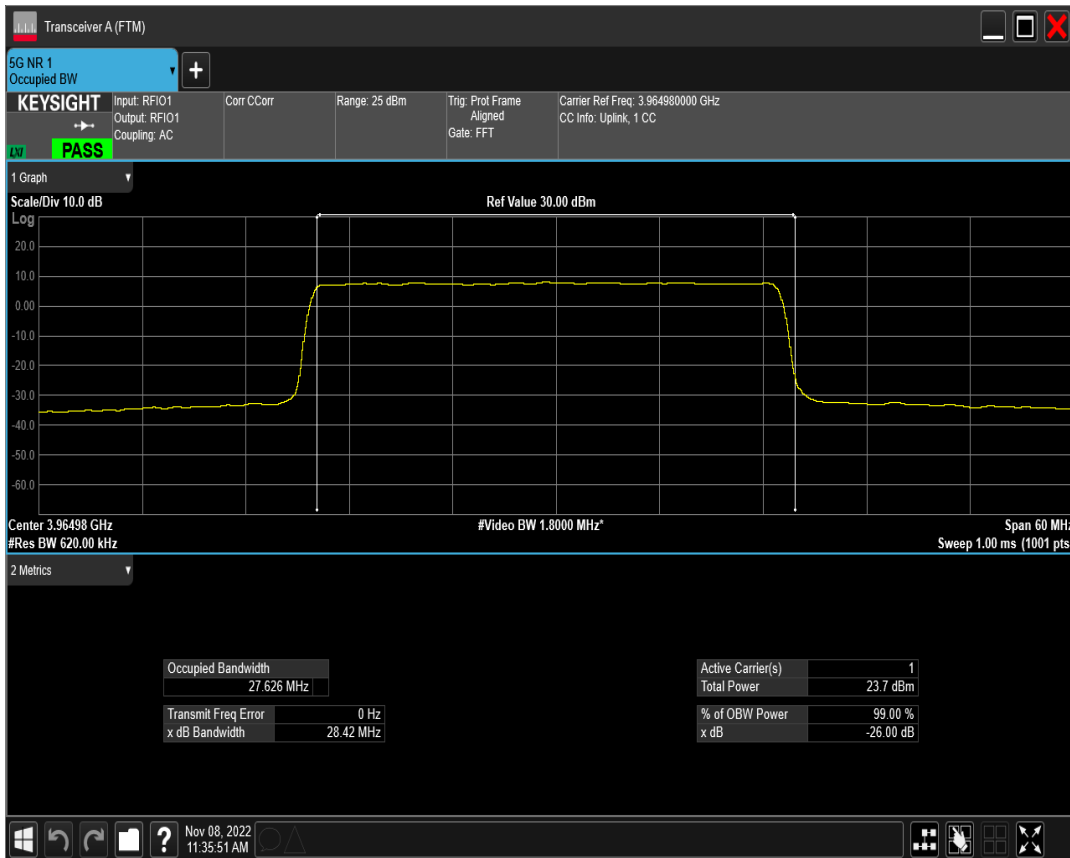 Transceiver A (FTM)
5G NR 1
Occupied BW
+
KEYSIGHT
LXI
PASS
Input: RFIO1
Output: RFIO1
Coupling: AC
Corr CCorr
Range: 25 dBm
Trig: Prot Frame
Aligned
Gate: FFT
Carrier Ref Freq: 3.964980000 GHz
CC Info: Uplink, 1 CC
1 Graph
Scale/Div 10.0 dB
Ref Value 30.00 dBm
Log
20.0
10.0
0.00
-10.0
-20.0
-30.0
-40.0
-50.0
-60.0
Center 3.96498 GHz
#Video BW 1.8000 MHz*
Span 60 MHz
#Res BW 620.00 kHz
Sweep 1.00 ms (1001 pts
2 Metrics
Occupied Bandwidth
27.626 MHz
Transmit Freq Error 0 Hz
x dB Bandwidth 28.42 MHz
Active Carrier(s) 1
Total Power 23.7 dBm
% of OBW Power 99.00 %
x dB -26.00 dB
?
Nov 08, 2022
11:35:51 AM